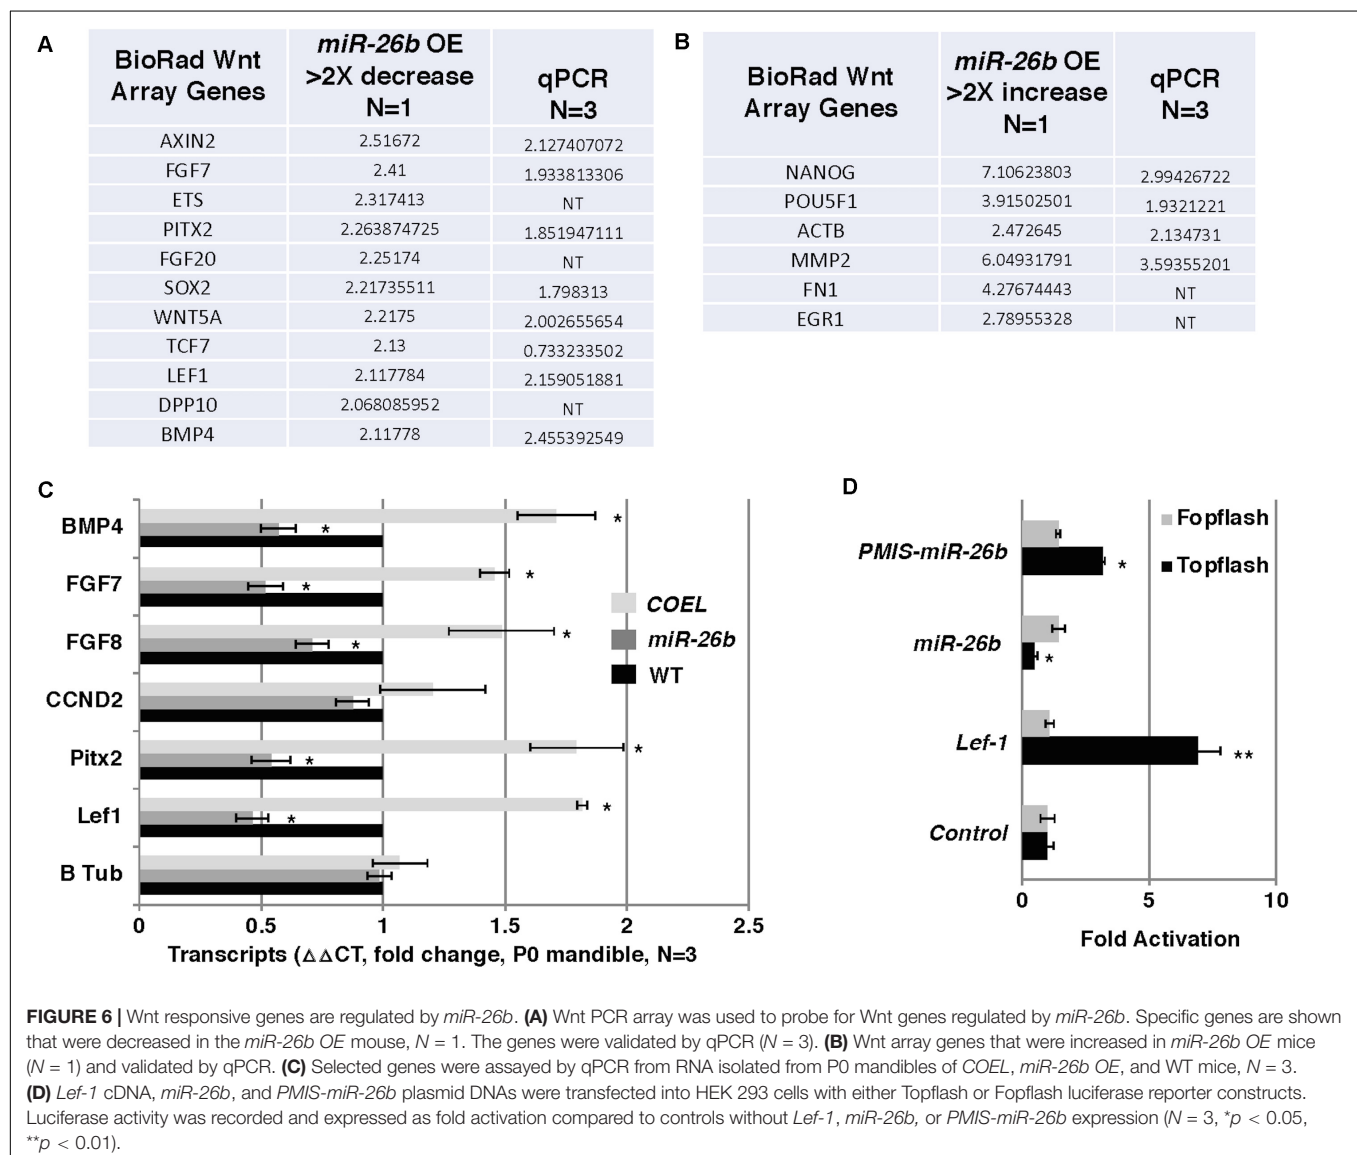 A
BioRad Wnt Array Genes | miR-26b OE >2X decrease N=1 | qPCR N=3
AXIN2 2.51672 2.127407072
FGF7 2.41 1.933813306
ETS 2.317413 NT
PITX2 2.263874725 1.851947111
FGF20 2.25174 NT
SOX2 2.21735511 1.798313
WNT5A 2.2175 2.002655654
TCF7 2.13 0.733233502
LEF1 2.117784 2.159051881
DPP10 2.068085952 NT
BMP4 2.11778 2.455392549
B
BioRad Wnt Array Genes | miR-26b OE >2X increase N=1 | qPCR N=3
NANOG 7.10623803 2.99426722
POU5F1 3.91502501 1.9321221
ACTB 2.472645 2.134731
MMP2 6.04931791 3.59355201
FN1 4.27674443 NT
EGR1 2.78955328 NT
C
BMP4 * *
FGF7 * *
FGF8 * *
CCND2
Pitx2 * *
Lef1 * *
B Tub
COEL
miR-26b
WT
0 0.5 1 1.5 2 2.5
Transcripts (△△CT, fold change, P0 mandible, N=3
D
Fopflash
Topflash
PMIS-miR-26b *
miR-26b *
Lef-1 **
Control
0 5 10
Fold Activation
FIGURE 6 | Wnt responsive genes are regulated by miR-26b. (A) Wnt PCR array was used to probe for Wnt genes regulated by miR-26b. Specific genes are shown
that were decreased in the miR-26b OE mouse, N = 1. The genes were validated by qPCR (N = 3). (B) Wnt array genes that were increased in miR-26b OE mice
(N = 1) and validated by qPCR. (C) Selected genes were assayed by qPCR from RNA isolated from P0 mandibles of COEL, miR-26b OE, and WT mice, N = 3.
(D) Lef-1 cDNA, miR-26b, and PMIS-miR-26b plasmid DNAs were transfected into HEK 293 cells with either Topflash or Fopflash luciferase reporter constructs.
Luciferase activity was recorded and expressed as fold activation compared to controls without Lef-1, miR-26b, or PMIS-miR-26b expression (N = 3, *p < 0.05,
**p < 0.01).